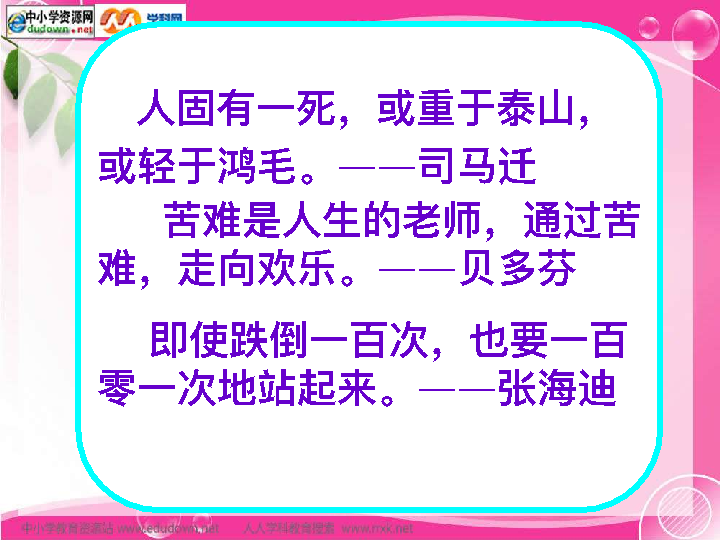 中小学资源网
edudown.net
学科网
人固有一死，或重于泰山，
或轻于鸿毛。——司马迁
苦难是人生的老师，通过苦
难，走向欢乐。——贝多芬
即使跌倒一百次，也要一百
零一次地站起来。——张海迪
中小学教育资源站 www.edudown.net 人人学科教育搜索 www.rrxk.net